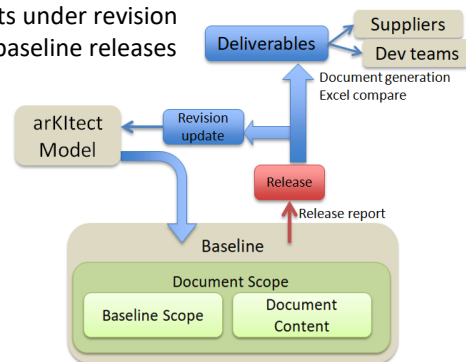 ts under revision
baseline releases
Suppliers
Deliverables
Dev teams
Document generation
Excel compare
arKItect
Model
Revision
update
Release
Release report
Baseline
Document Scope
Baseline Scope
Document
Content